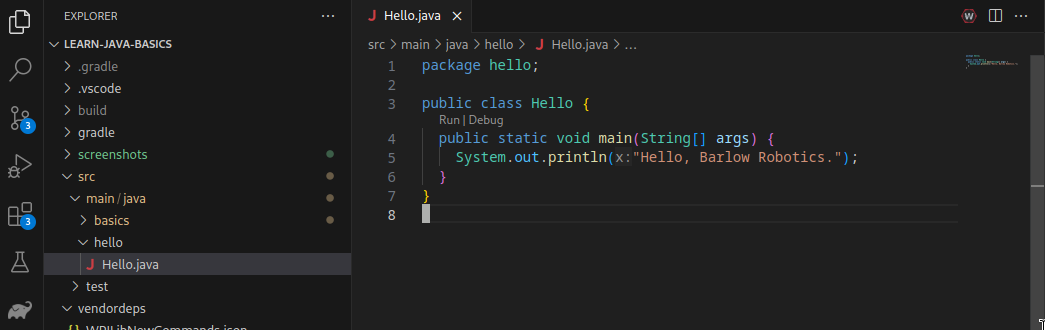 EXPLORER
LEARN-JAVA-BASICS
.gradle
.vscode
build
gradle
screenshots
src
main / java
basics
hello
J Hello.java
test
vendordeps
{} WPILibNewCommands.json
3
3
J Hello.java
W
src > main > java > hello > J Hello.java > ...
1 package hello;
2
3 public class Hello {
Run | Debug
4 public static void main(String[] args) {
5 System.out.println(x:"Hello, Barlow Robotics.");
6 }
7 }
8